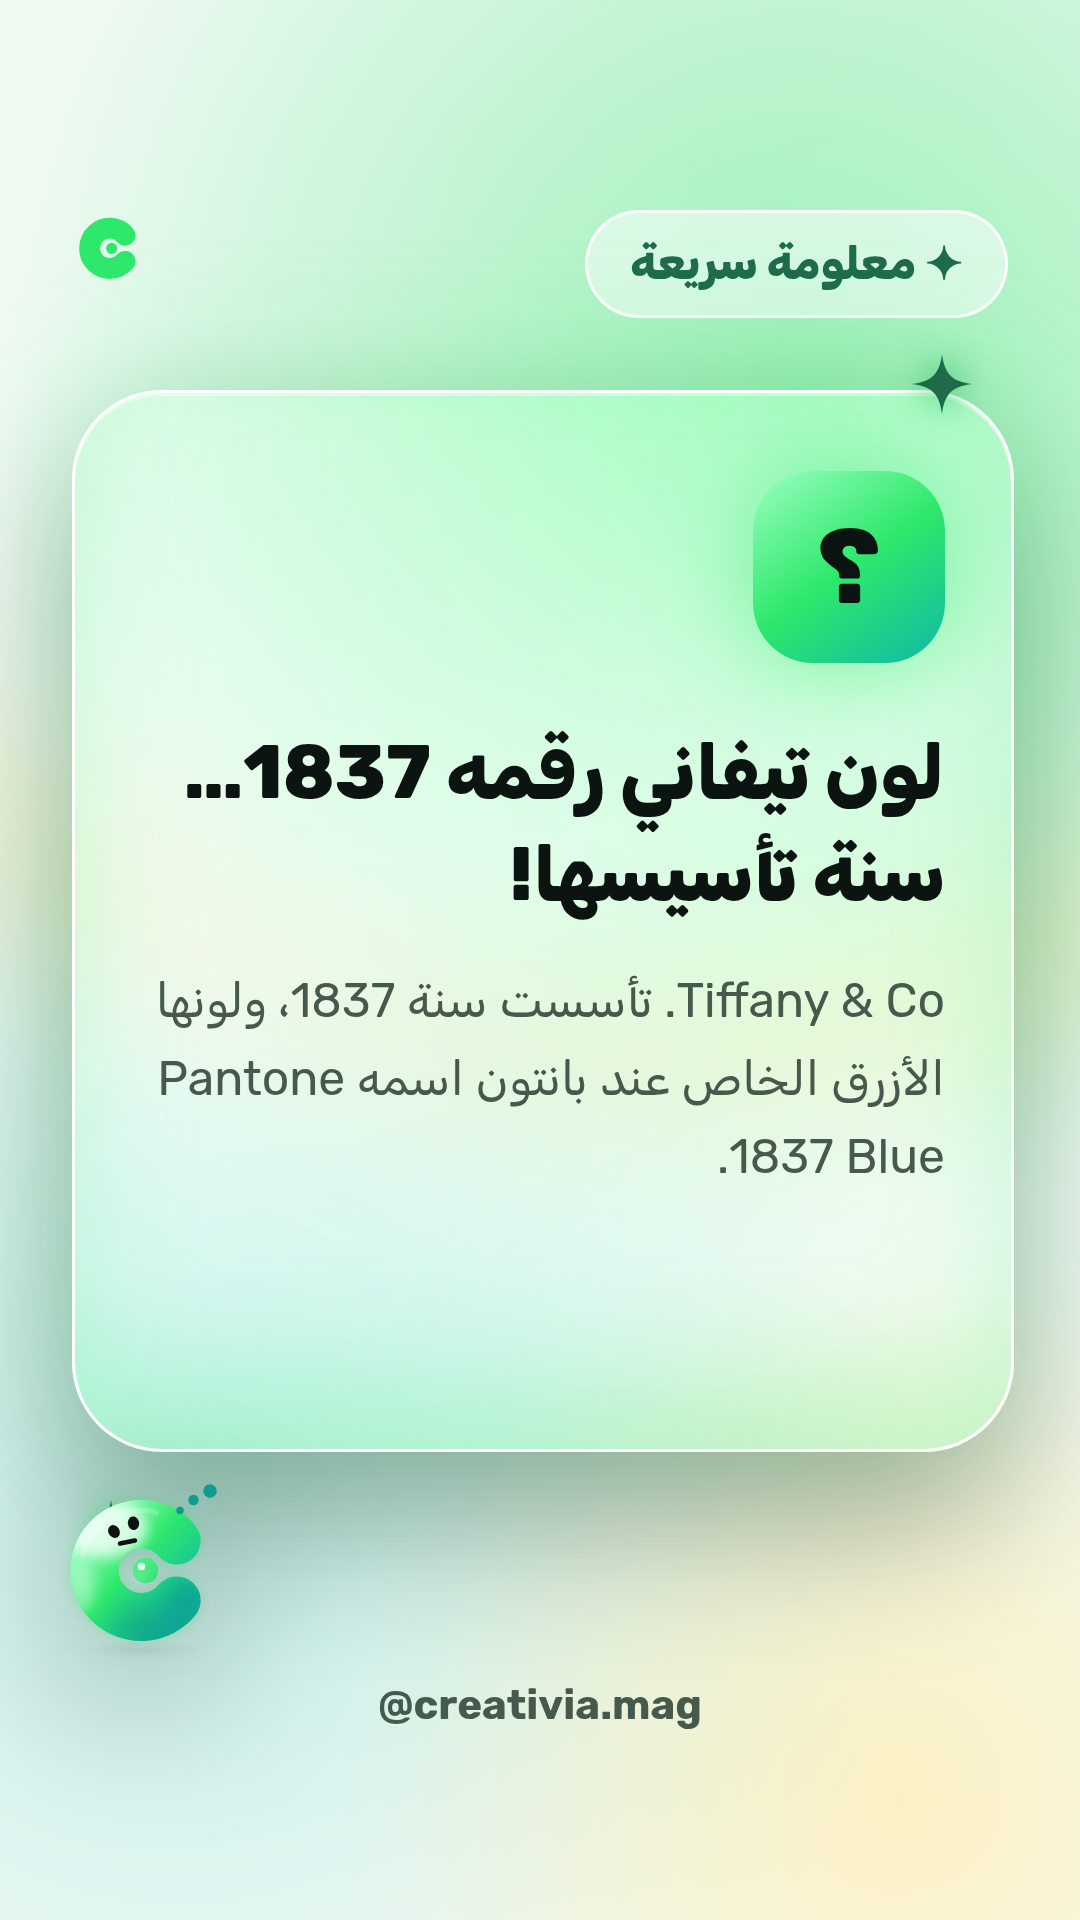 ✦ معلومة سريعة
؟
لون تيفاني رقمه 1837...
سنة تأسيسها!
Tiffany & Co. تأسست سنة 1837، ولونها
الأزرق الخاص عند بانتون اسمه Pantone
1837 Blue.
@creativia.mag